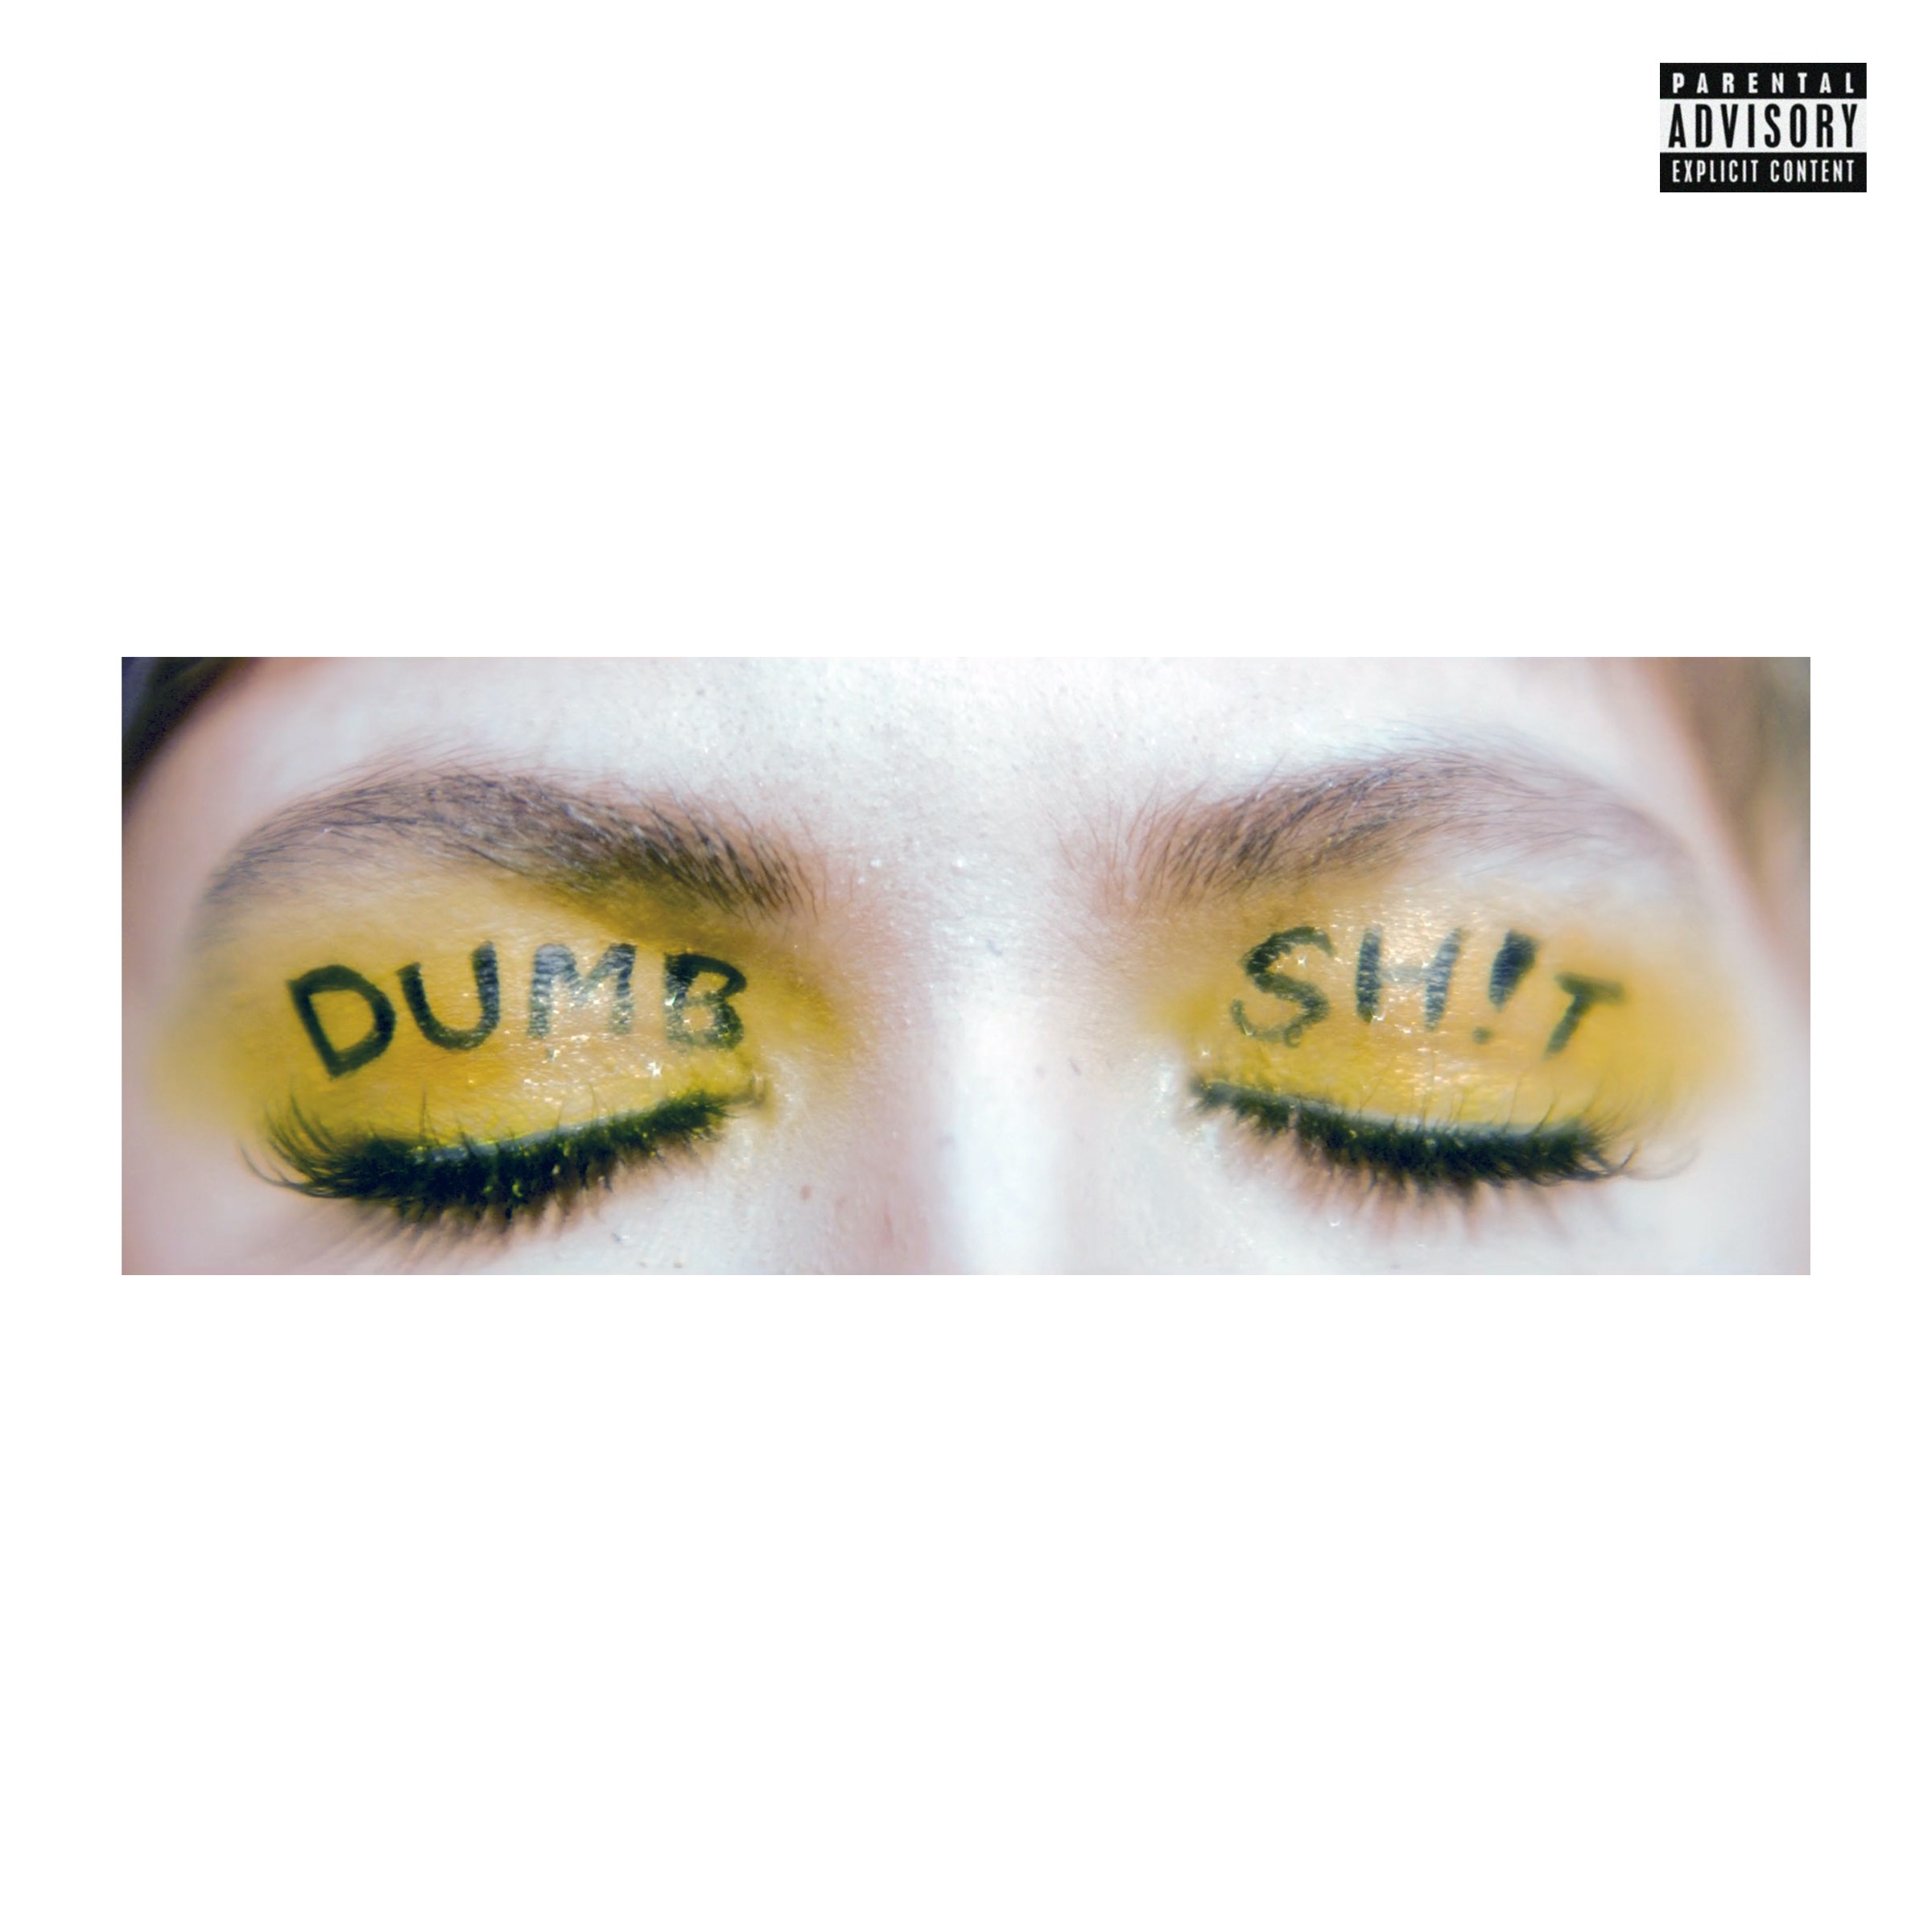 PARENTAL
ADVISORY
EXPLICIT CONTENT
DUMB SH!T